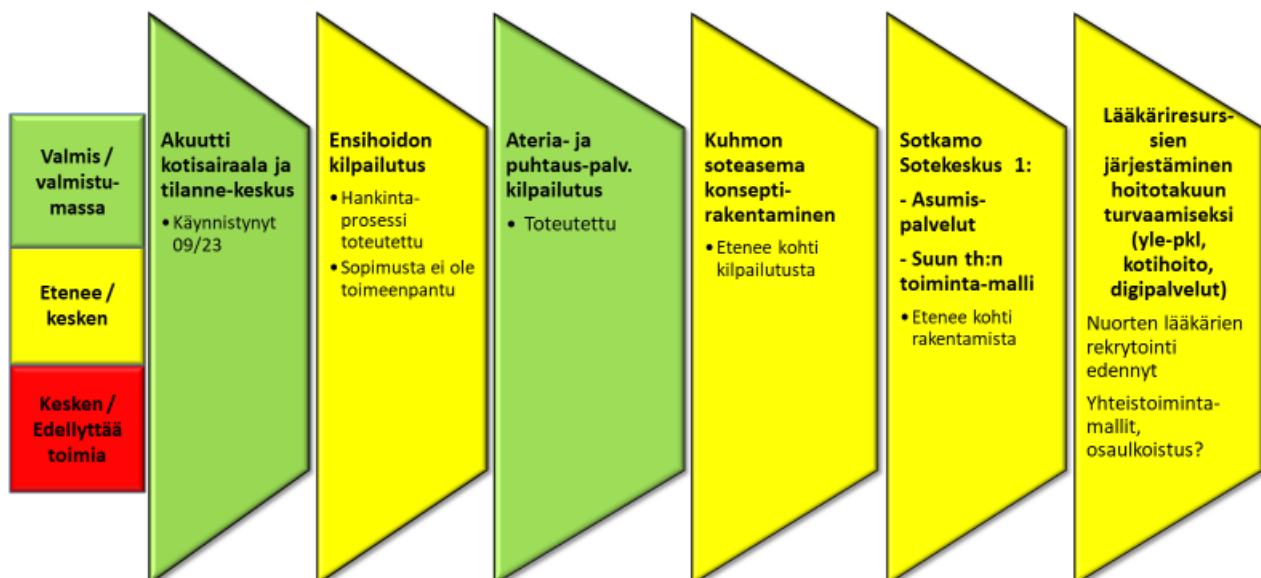 Valmis /
valmistu-
massa
Etenee /
kesken
Kesken /
Edellyttää
toimia
Akuutti
kotisairaala ja
tilanne-keskus
• Käynnistynyt
09/23
Ensihoidon
kilpailutus
• Hankinta-
prosessi
toteutettu
• Sopimusta ei ole
toimeenpantu
Ateria- ja
puhtaus-palv.
kilpailutus
• Toteutettu
Kuhmon
soteasema
konsepti-
rakentaminen
• Etenee kohti
kilpailutusta
Sotkamo
Sotekeskus 1:
- Asumis-
palvelut
- Suun th:n
toiminta-malli
• Etenee kohti
rakentamista
Lääkäriresurs-
sien
järjestäminen
hoitotakuun
turvaamiseksi
(yle-pkl,
kotihoito,
digipalvelut)
Nuorten lääkärien
rekrytointi
edennyt
Yhteistoiminta-
mallit,
osaulkoistus?